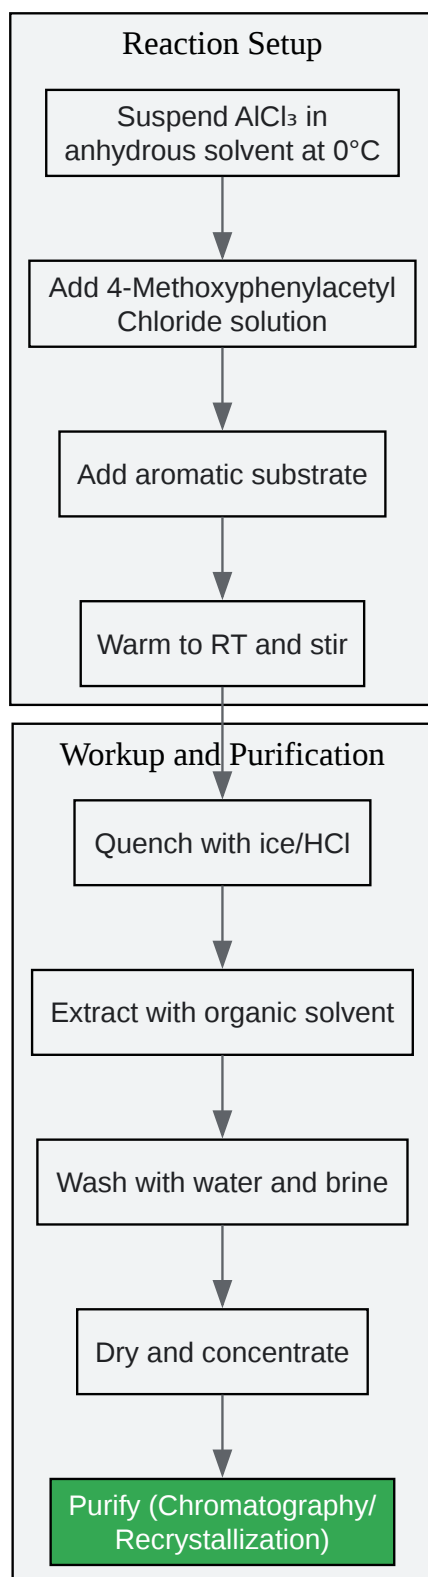 Reaction Setup
Suspend AlCl₃ in
anhydrous solvent at 0°C
Add 4-Methoxyphenylacetyl
Chloride solution
Add aromatic substrate
Warm to RT and stir
Workup and Purification
Quench with ice/HCl
Extract with organic solvent
Wash with water and brine
Dry and concentrate
Purify (Chromatography/
Recrystallization)